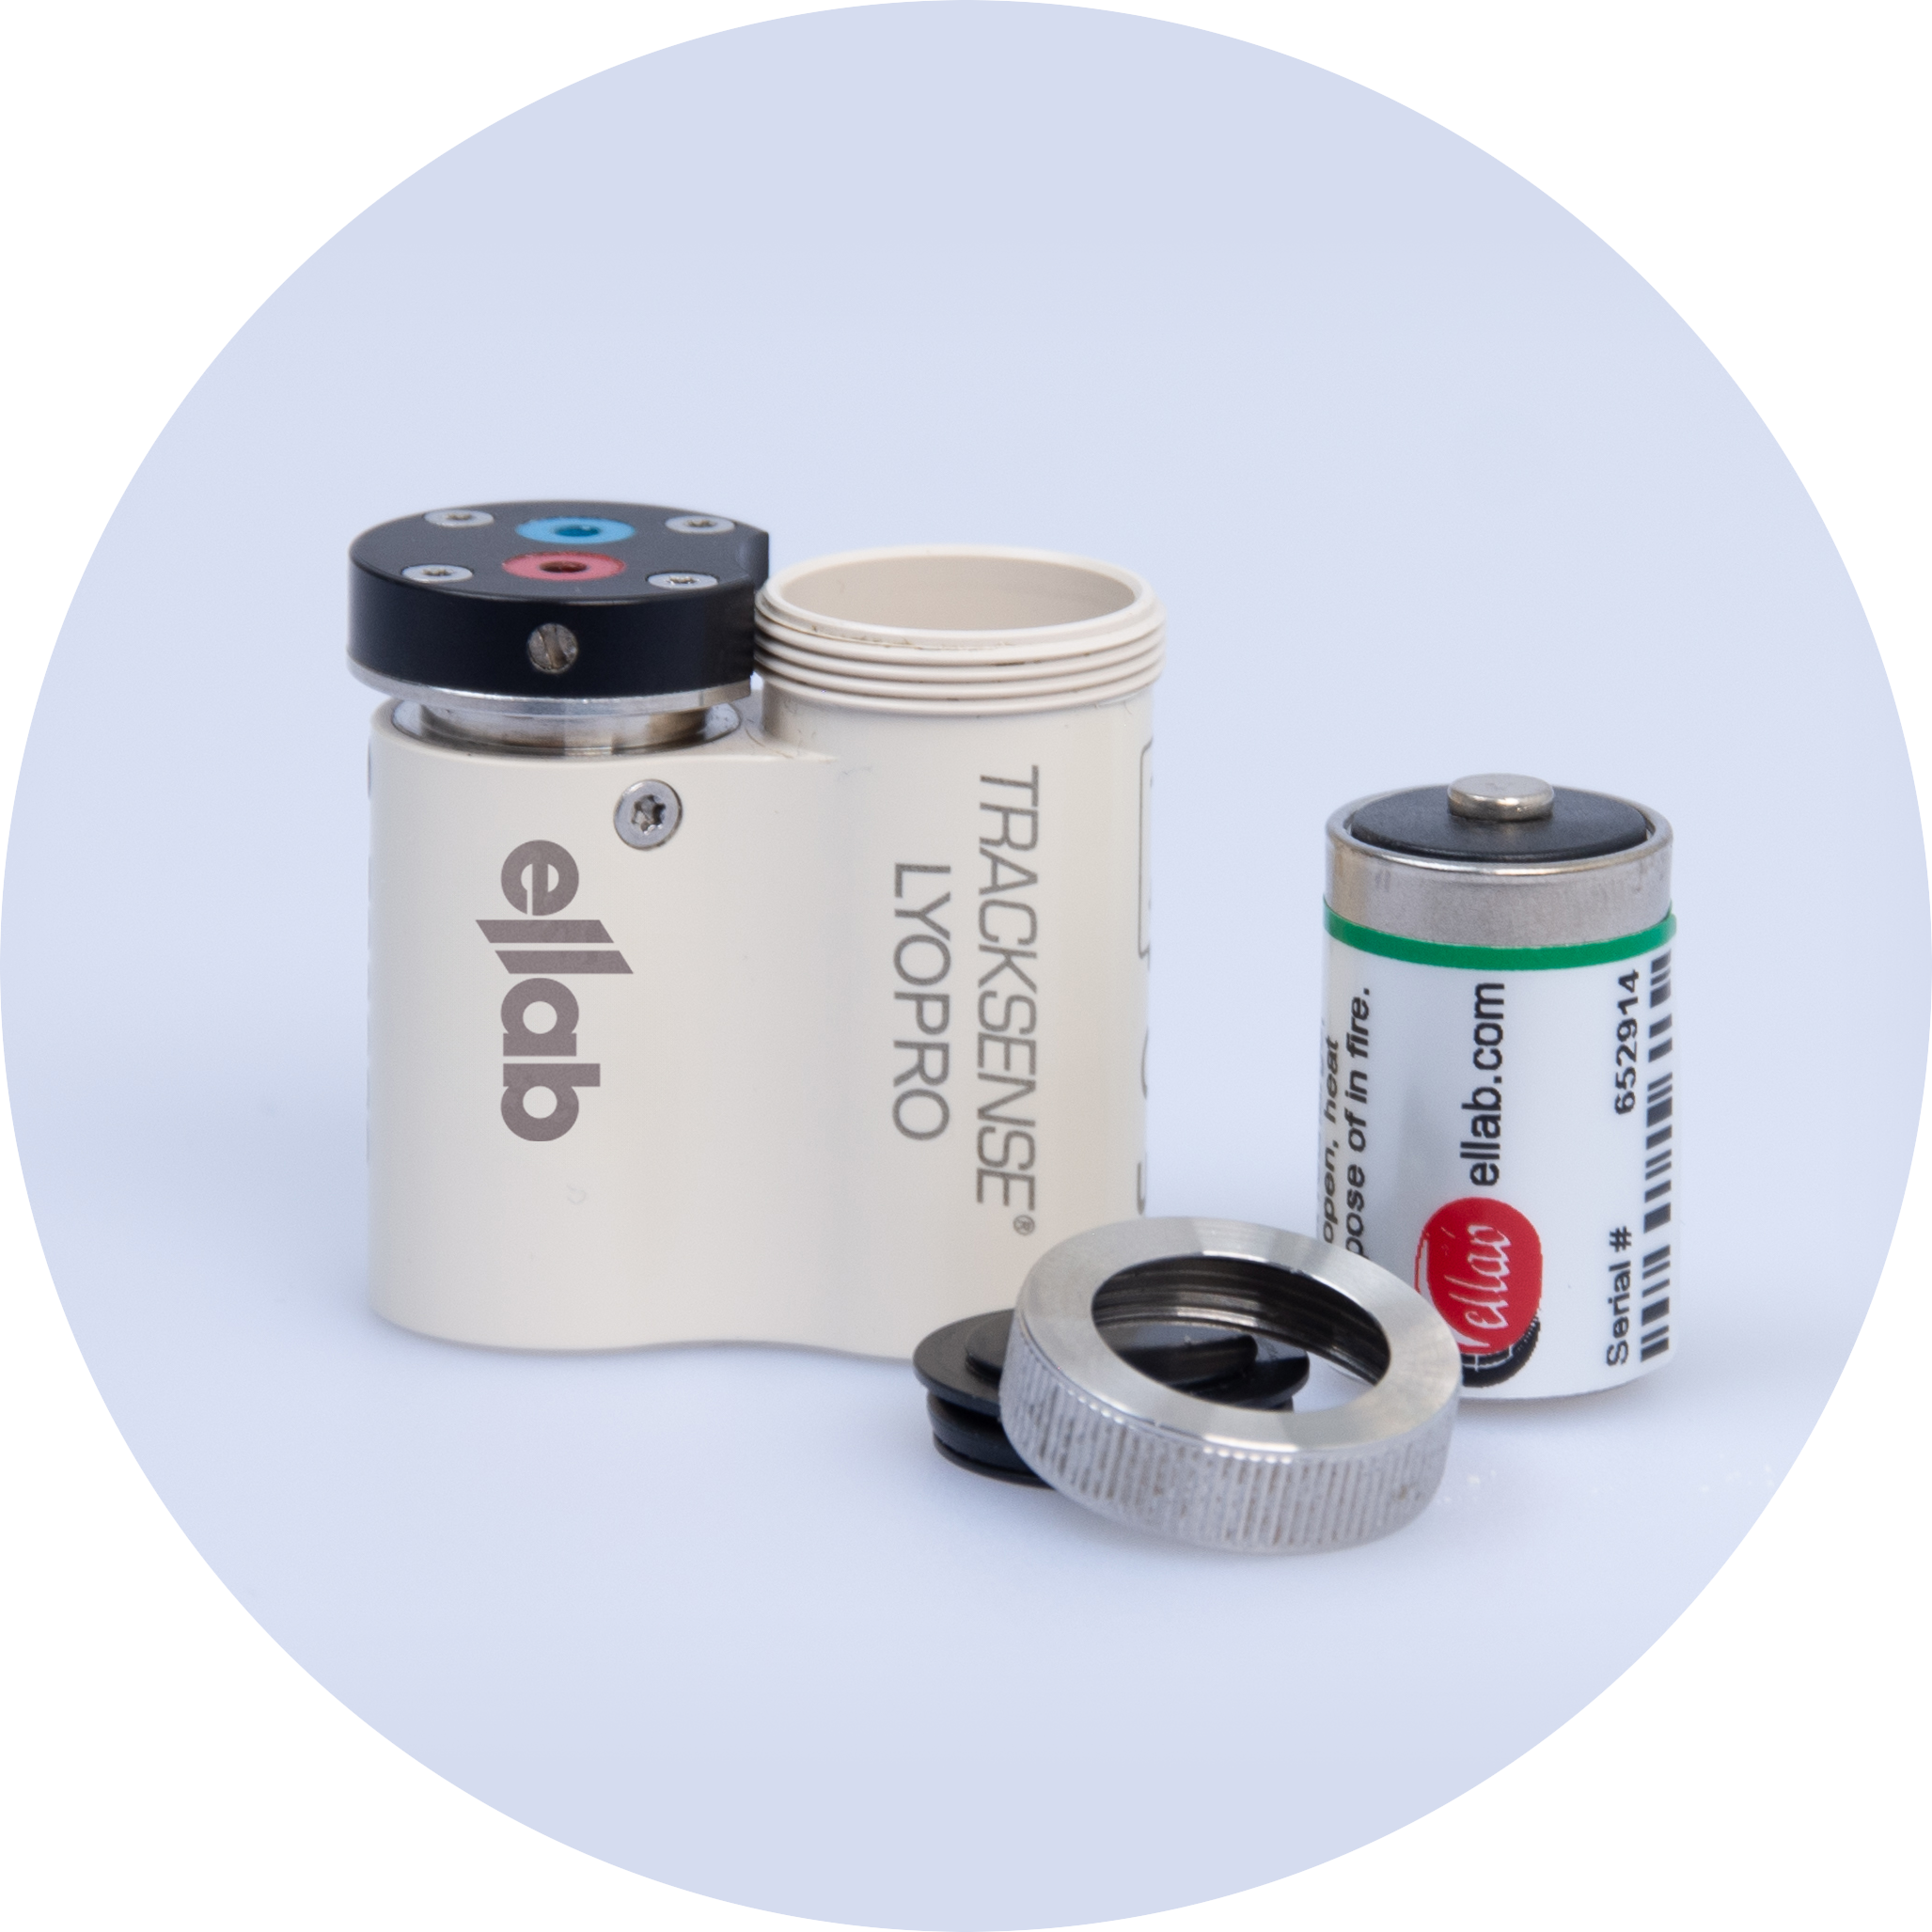 ellab
TRACKSENSE®
LYOPRO
open, heat
pose of in fire.
ellab.com
ellab
652914
Serial #